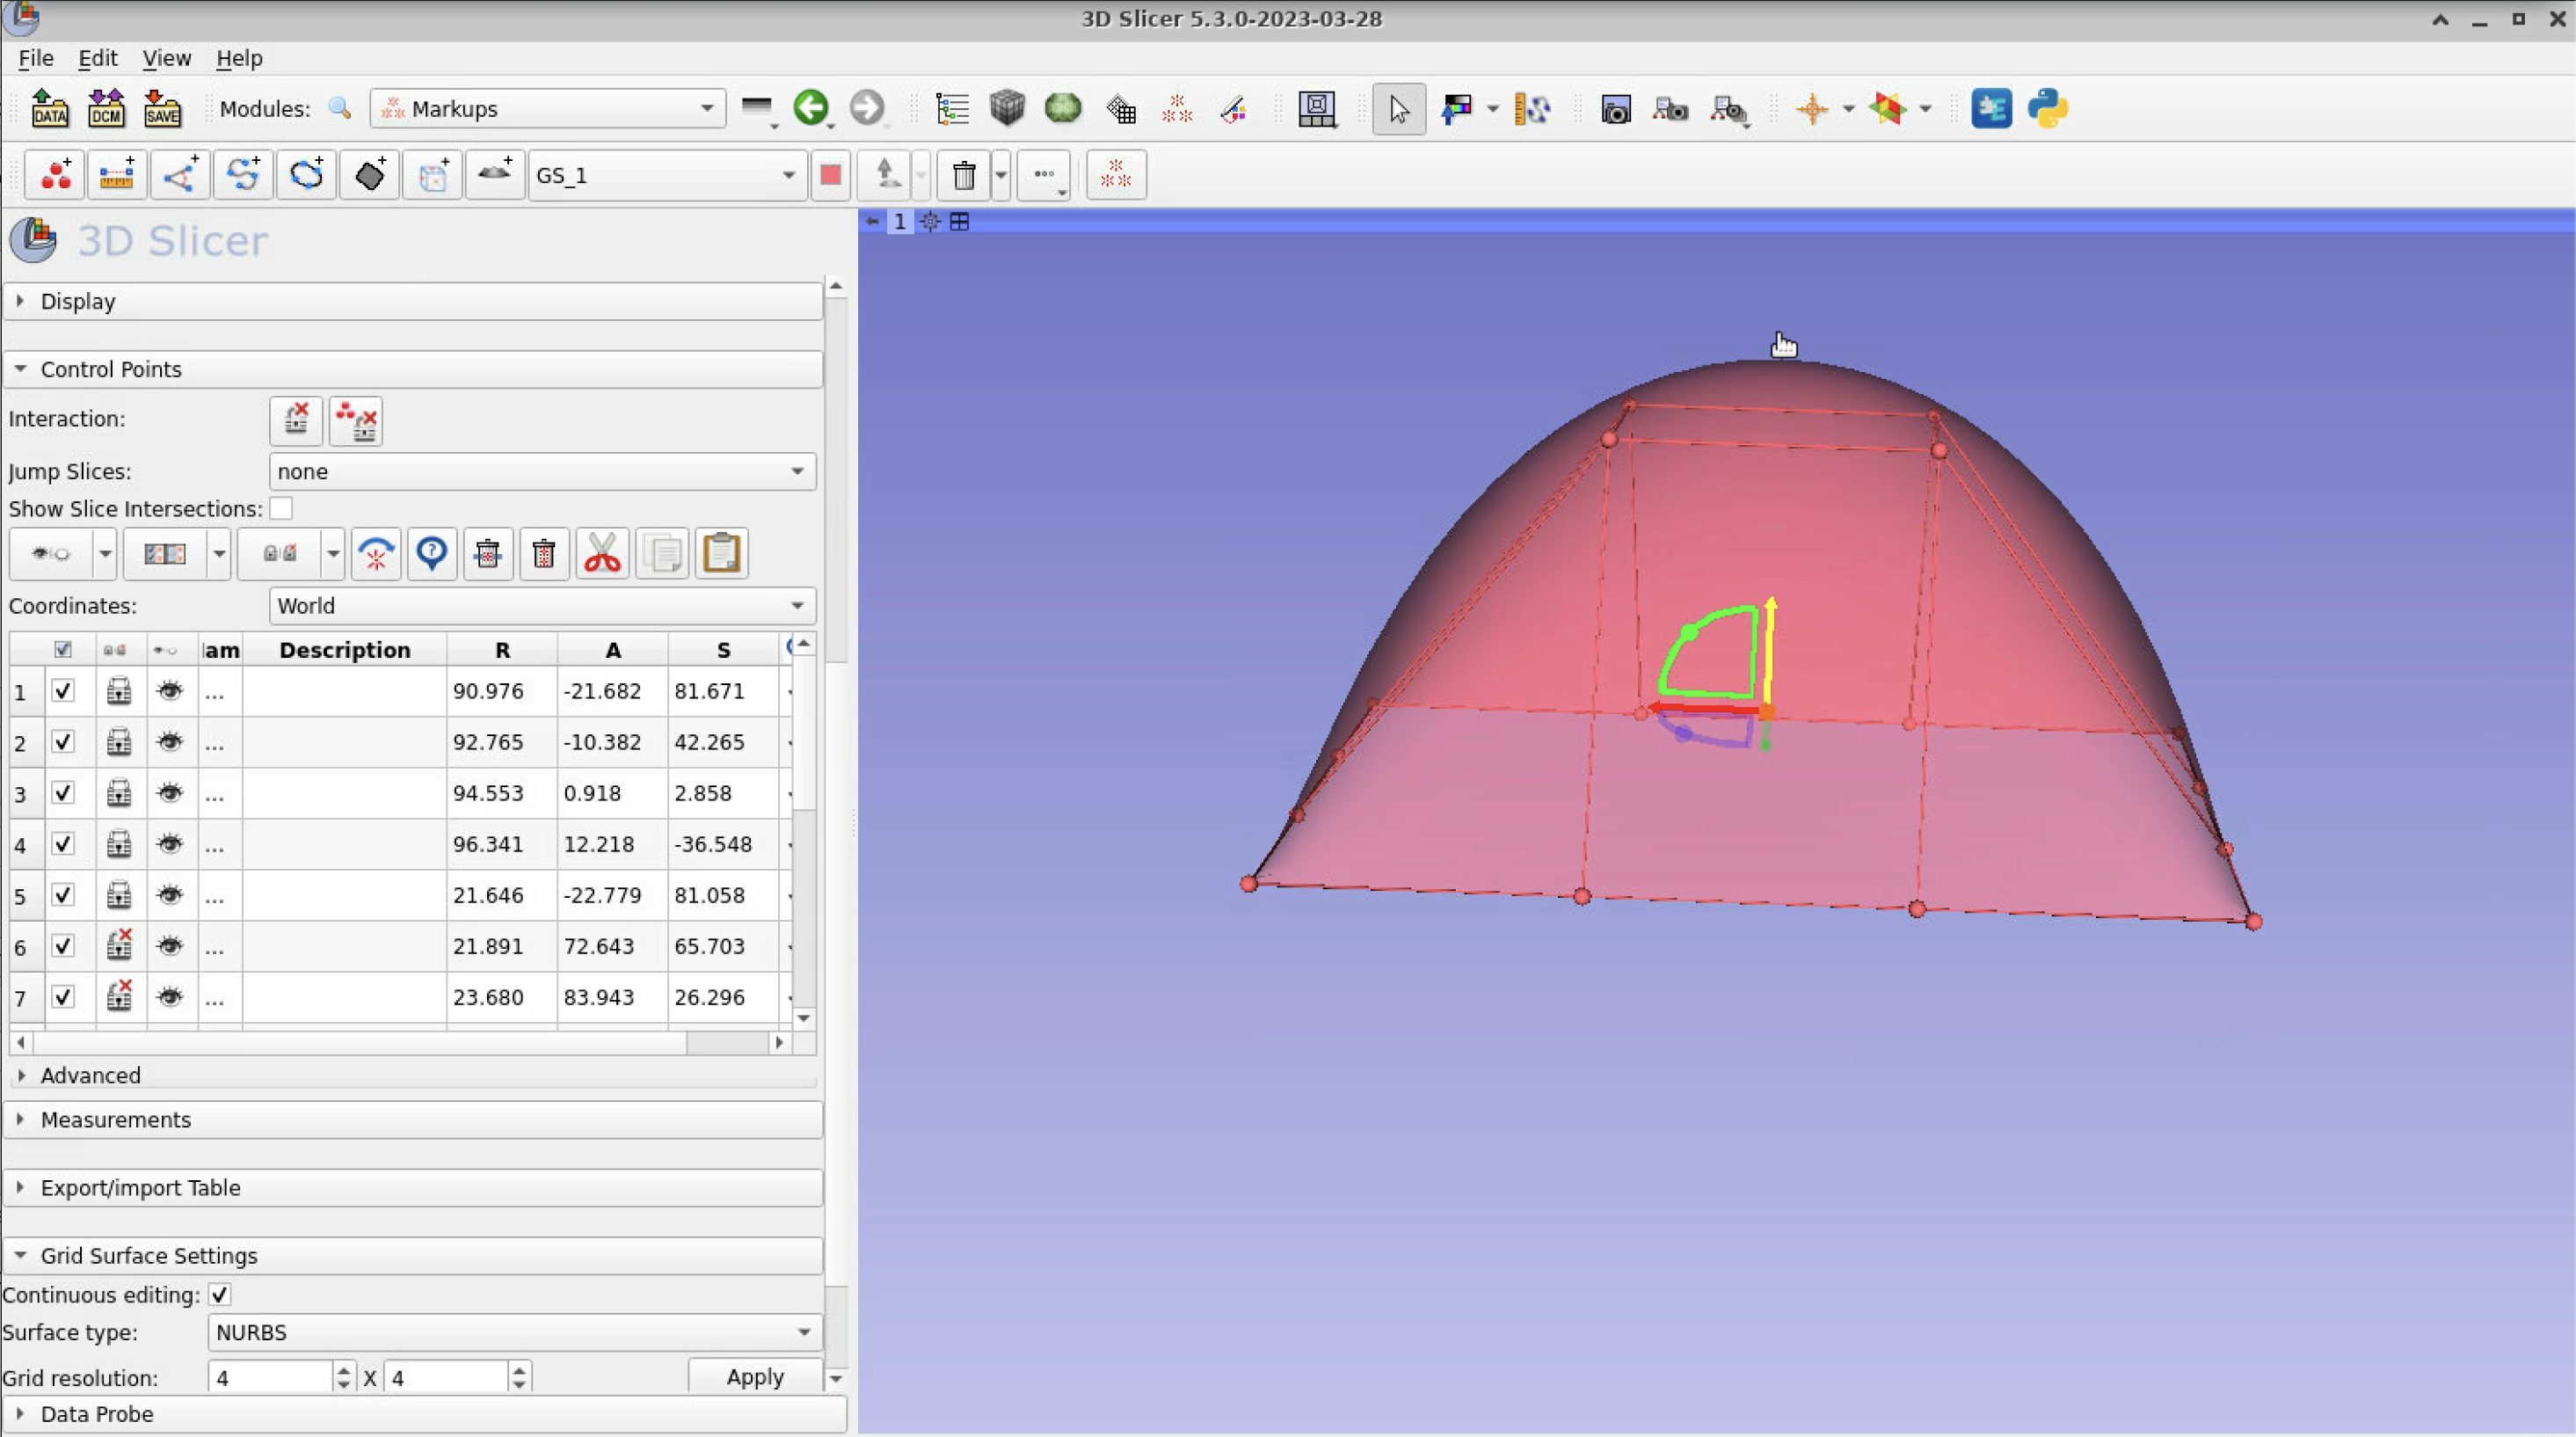 3D Slicer 5.3.0-2023-03-28
File Edit View Help
DATA DCM SAVE Modules: Markups
GS_1
3D Slicer
1
Display
Control Points
Interaction:
Jump Slices: none
Show Slice Intersections:
Coordinates: World
am Description R A S
1 ... 90.976 -21.682 81.671
2 ... 92.765 -10.382 42.265
3 ... 94.553 0.918 2.858
4 ... 96.341 12.218 -36.548
5 ... 21.646 -22.779 81.058
6 ... 21.891 72.643 65.703
7 ... 23.680 83.943 26.296
Advanced
Measurements
Export/import Table
Grid Surface Settings
Continuous editing:
Surface type: NURBS
Grid resolution: 4 X 4 Apply
Data Probe